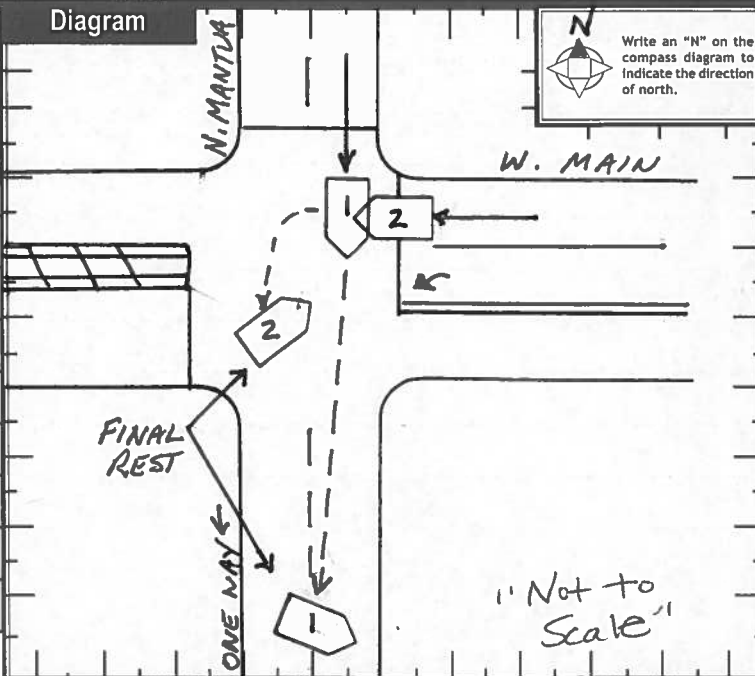 Diagram
N
Write an "N" on the
compass diagram to
indicate the direction
of north.
N. MANTUA
W. MAIN
1
2
2
FINAL
REST
ONE WAY
1
"Not to
Scale"